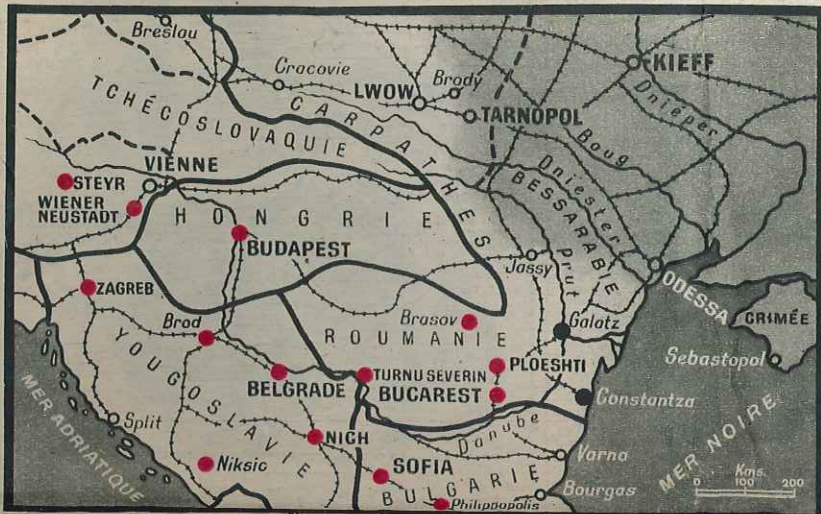 Breslau
Cracovie
Brody
KIEFF
LWOW
TARNOPOL
Dniéper
TCHÉCOSLOVAQUIE
CARPATHES
Boug
Dniester
BESSARABIE
VIENNE
STEYR
WIENER
NEUSTADT
HONGRIE
BUDAPEST
Jassy
Prut
ODESSA
CRIMÉE
ZAGREB
Brod
Brasov
Galatz
ROUMANIE
Sebastopol
YOUGOSLAVIE
BELGRADE
TURNU SEVERIN
PLOESHTI
BUCAREST
Constantza
MER ADRIATIQUE
Split
NICH
Danube
MER NOIRE
Varna
Niksic
SOFIA
BULGARIE
Philippopolis
Bourgas
Kms.
0 100 200